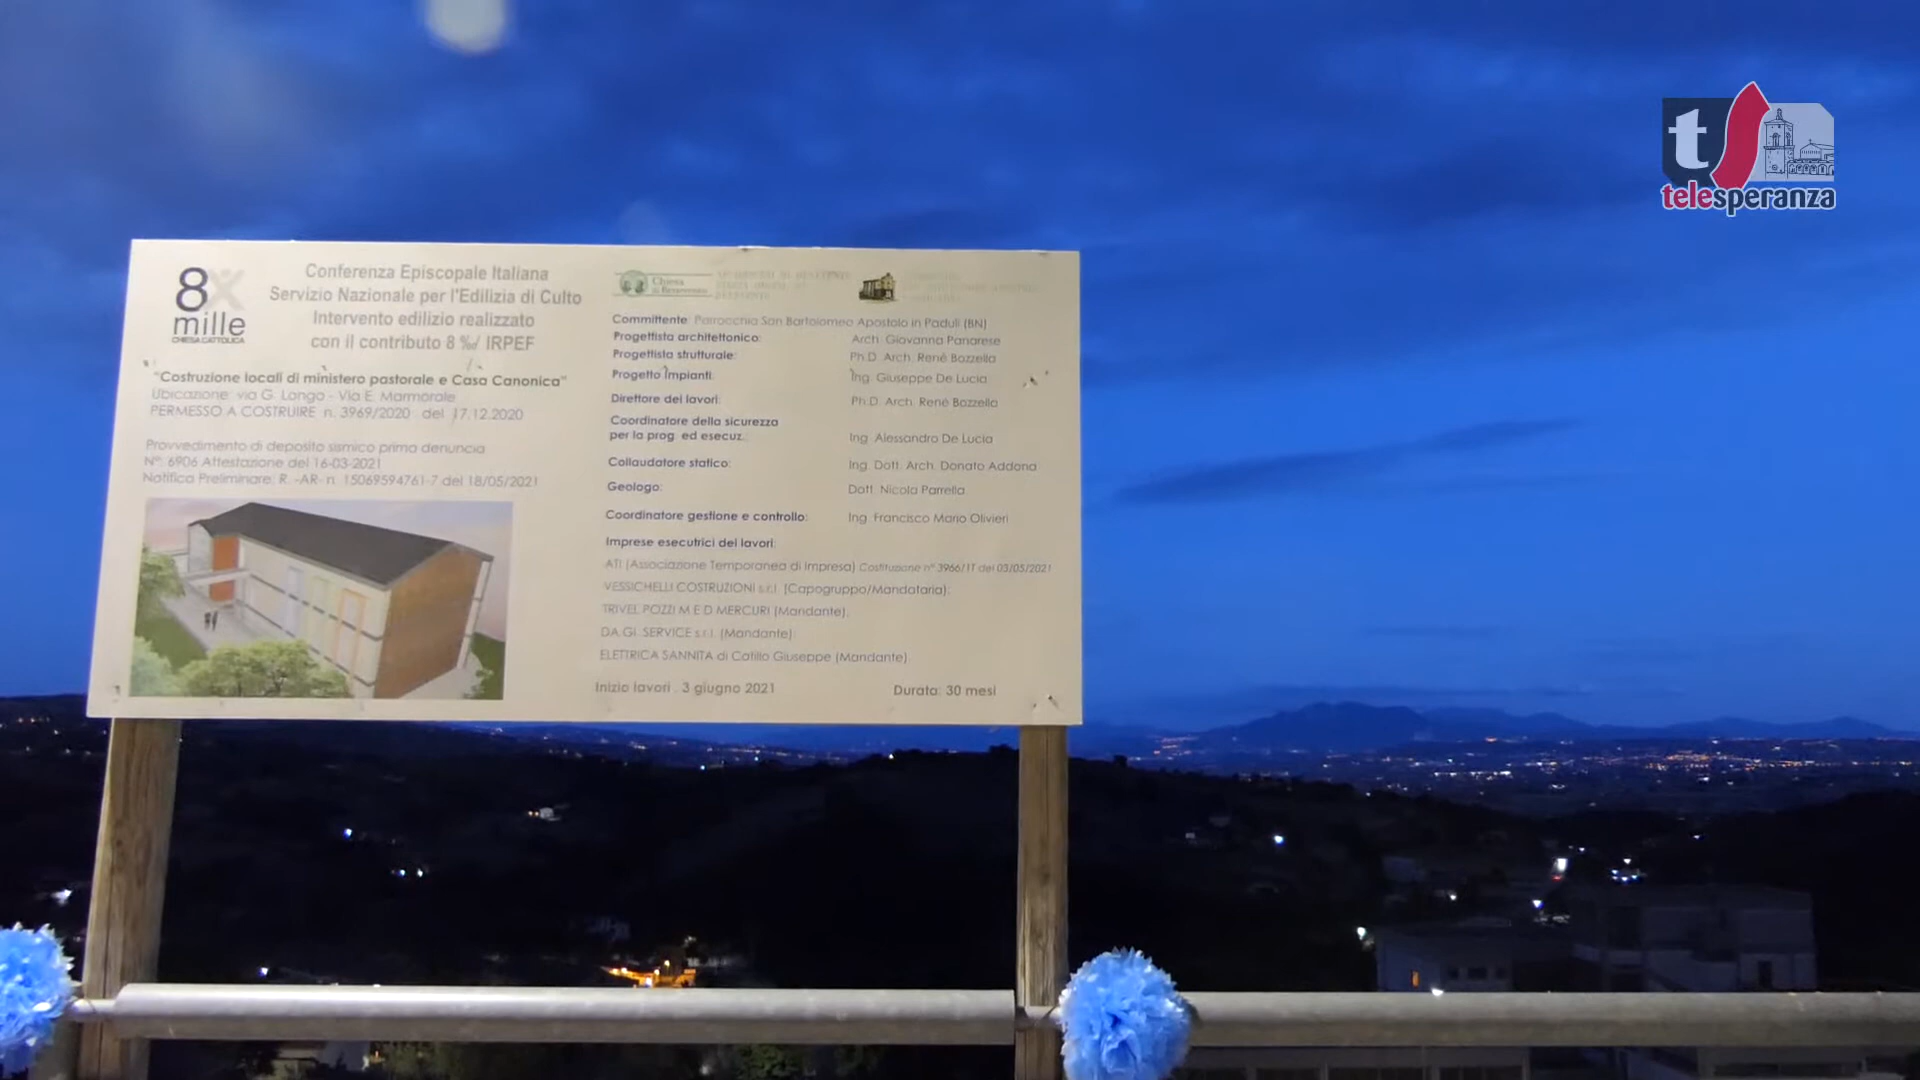 t
telesperanza
8X
mille
CHIESA CATTOLICA
Conferenza Episcopale Italiana
Servizio Nazionale per l'Edilizia di Culto
Intervento edilizio realizzato
con il contributo 8 ‰ IRPEF
"Costruzione locali di ministero pastorale e Casa Canonica"
Ubicazione: via G. Longo - Via E. Marmorale
PERMESSO A COSTRUIRE n. 3969/2020 del 17.12.2020
Provvedimento di deposito sismico prima denuncia
N°. 6906 Attestazione del 16-03-2021
Notifica Preliminare: R. -AR- n. 15069594761-7 del 18/05/2021
Chiesa
di Benevento
Committente: Parrocchia San Bartolomeo Apostolo in Paduli (BN)
Progettista architettonico: Arch. Giovanna Panarese
Progettista strutturale: Ph.D. Arch. Renè Bozzella
Progetto Impianti: Ing. Giuseppe De Lucia
Direttore dei lavori: Ph.D. Arch. Renè Bozzella
Coordinatore della sicurezza
per la prog. ed esecuz.: Ing. Alessandro De Lucia
Collaudatore statico: Ing. Dott. Arch. Donato Addona
Geologo: Dott. Nicola Parrella
Coordinatore gestione e controllo: Ing. Francisco Mario Olivieri
Imprese esecutrici dei lavori:
ATI (Associazione Temporanea di Impresa) Costituzione n° 3966/1T del 03/05/2021
VESSICHELLI COSTRUZIONI s.r.l. (Capogruppo/Mandataria);
TRIVEL POZZI M E D MERCURI (Mandante);
DA.GI. SERVICE s.r.l. (Mandante);
ELETTRICA SANNITA di Catillo Giuseppe (Mandante)
Inizio lavori : 3 giugno 2021 Durata: 30 mesi